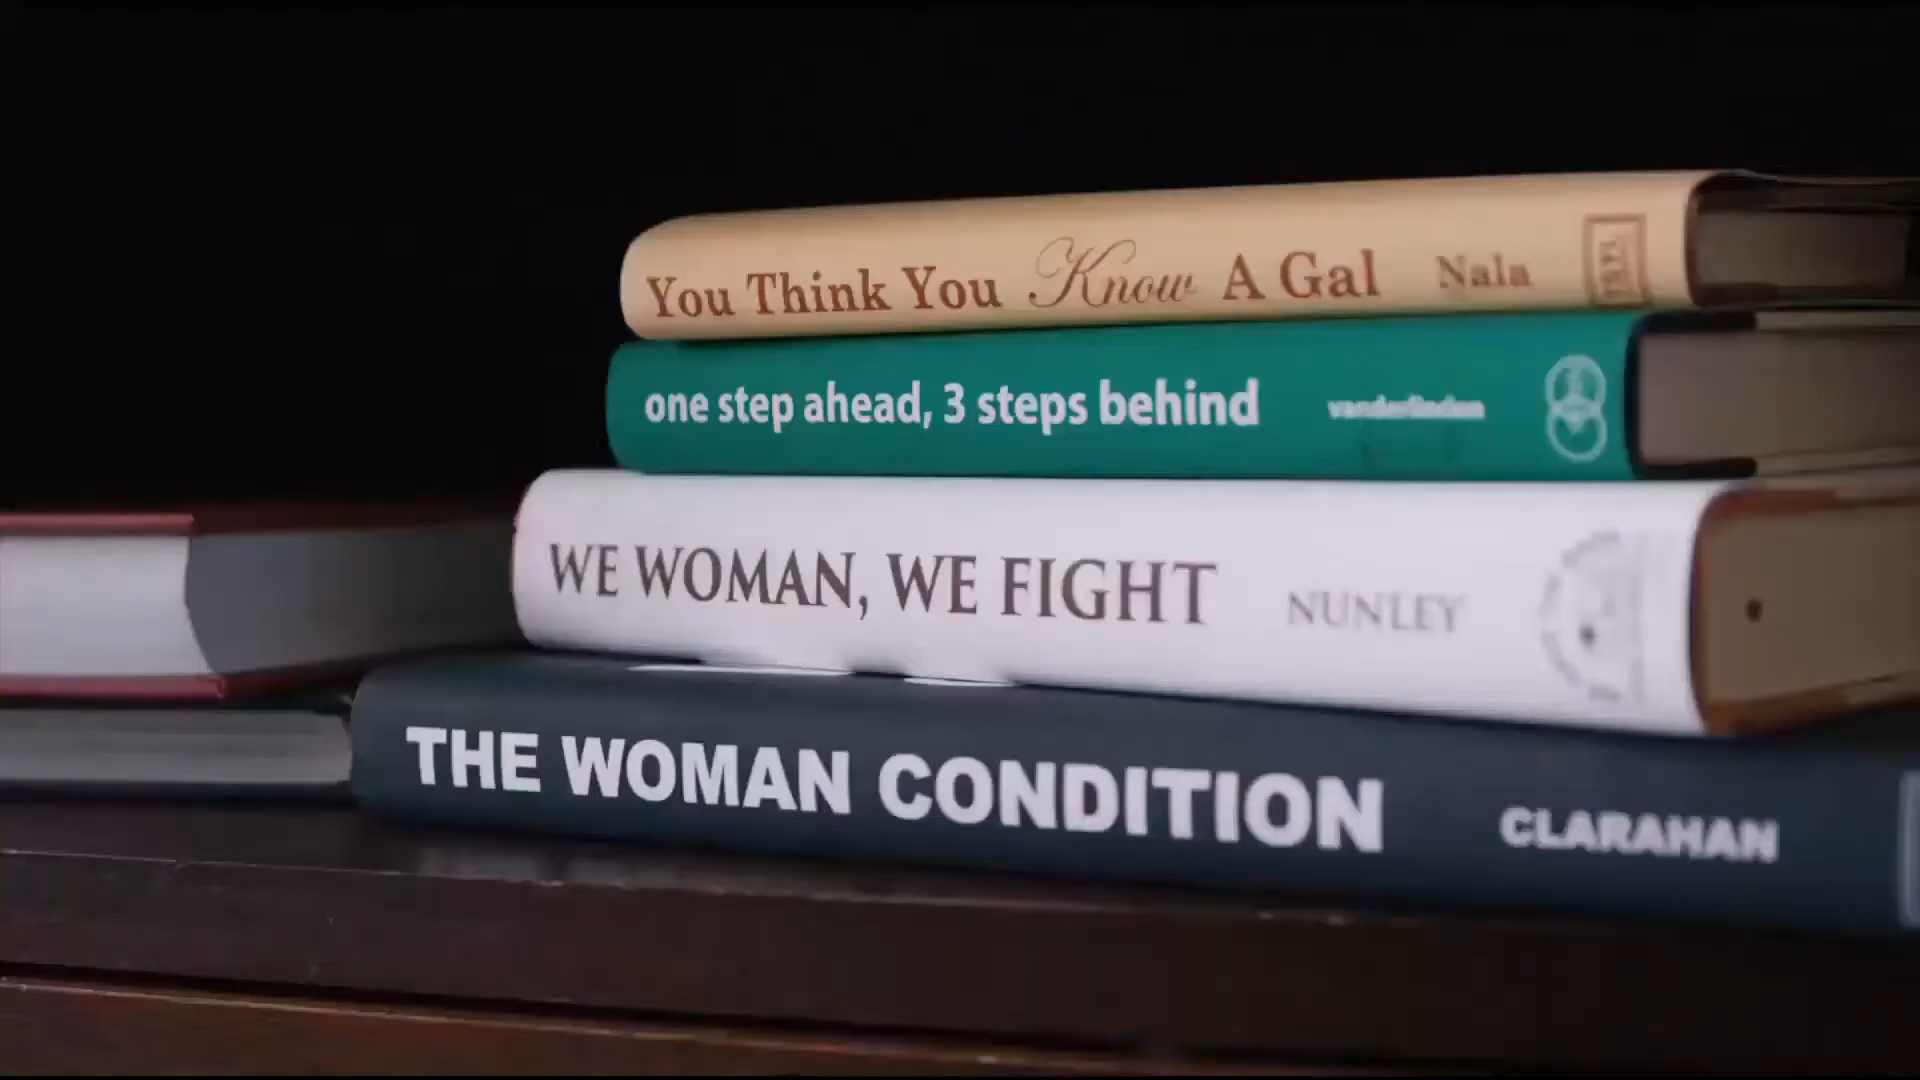 You Think You Know A Gal Nala
one step ahead, 3 steps behind vanderlinden
WE WOMAN, WE FIGHT NUNLEY
THE WOMAN CONDITION CLARAHAN